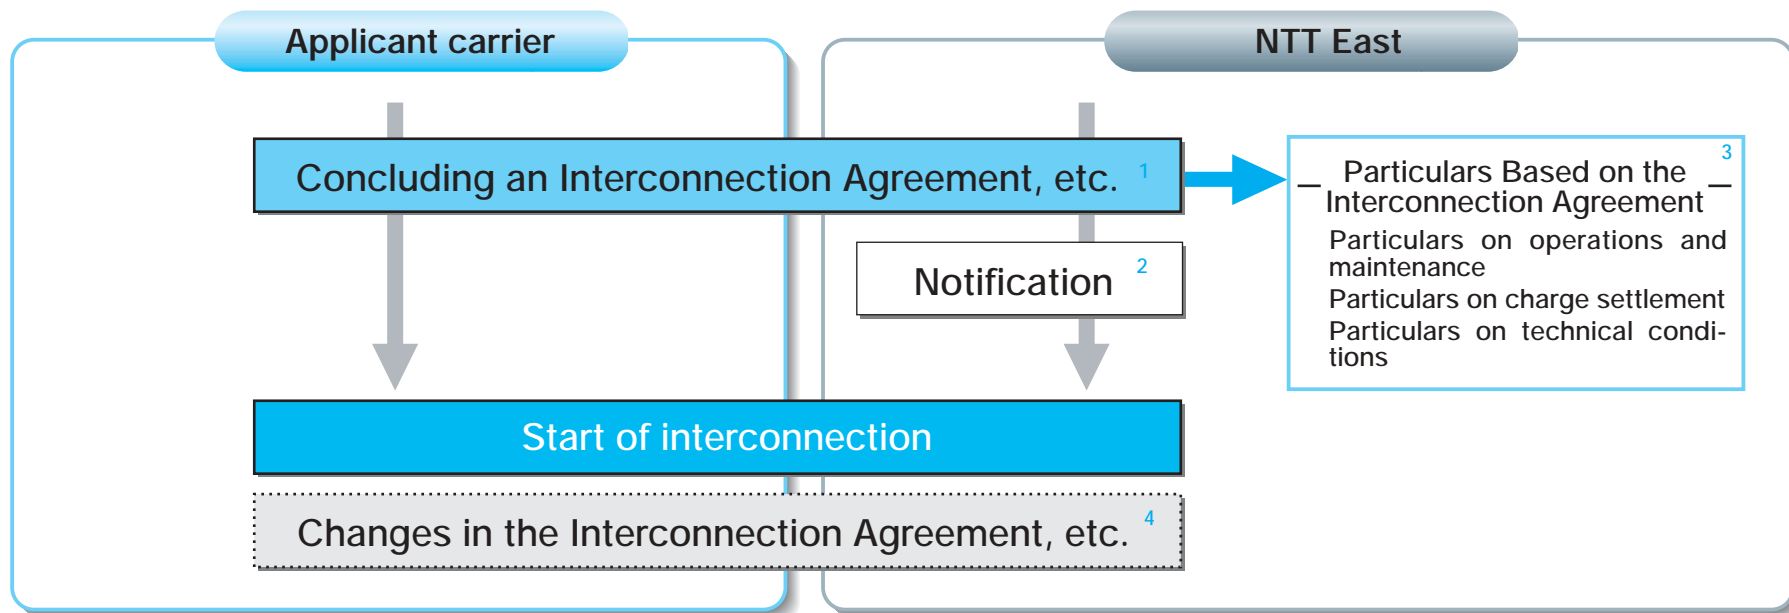 Applicant carrier
NTT East
Concluding an Interconnection Agreement, etc. 1
Particulars Based on the 3
Interconnection Agreement
Particulars on operations and
maintenance
Particulars on charge settlement
Particulars on technical condi-
tions
Notification 2
Start of interconnection
Changes in the Interconnection Agreement, etc. 4